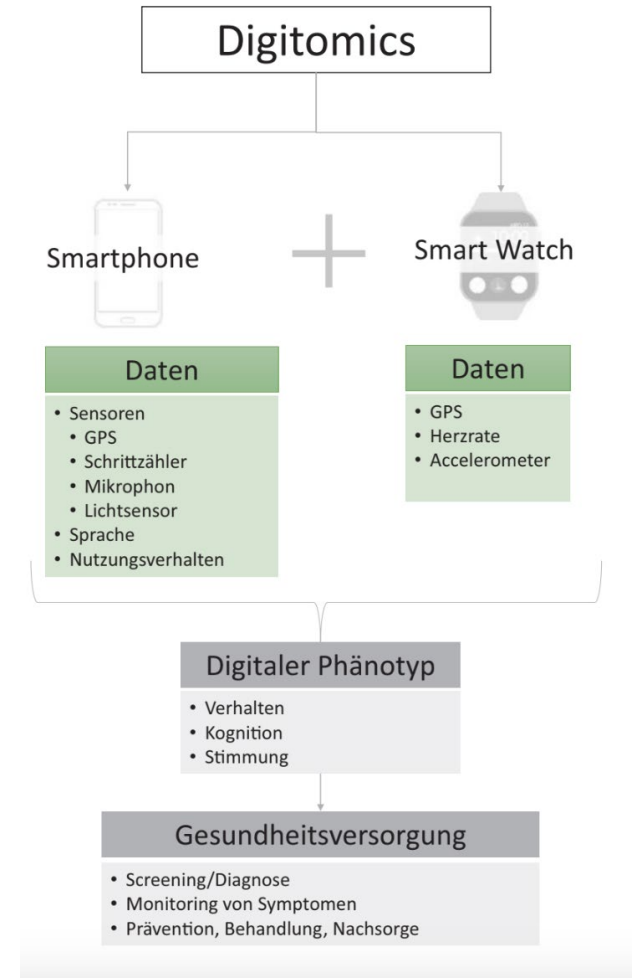 Digitomics
Smartphone
Smart Watch
Daten
• Sensoren
• GPS
• Schrittzähler
• Mikrophon
• Lichtsensor
• Sprache
• Nutzungsverhalten
Daten
• GPS
• Herzrate
• Accelerometer
Digitaler Phänotyp
• Verhalten
• Kognition
• Stimmung
Gesundheitsversorgung
• Screening/Diagnose
• Monitoring von Symptomen
• Prävention, Behandlung, Nachsorge